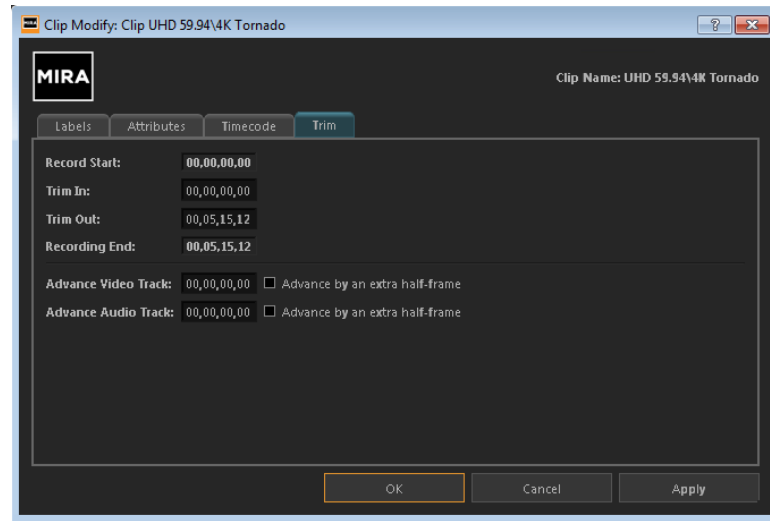 MIRA Clip Modify: Clip UHD 59.94\4K Tornado ?
MIRA
Clip Name: UHD 59.94\4K Tornado
Labels Attributes Timecode Trim
Record Start: 00,00,00,00
Trim In: 00,00,00,00
Trim Out: 00,05,15,12
Recording End: 00,05,15,12
Advance Video Track: 00,00,00,00 Advance by an extra half-frame
Advance Audio Track: 00,00,00,00 Advance by an extra half-frame
OK Cancel Apply